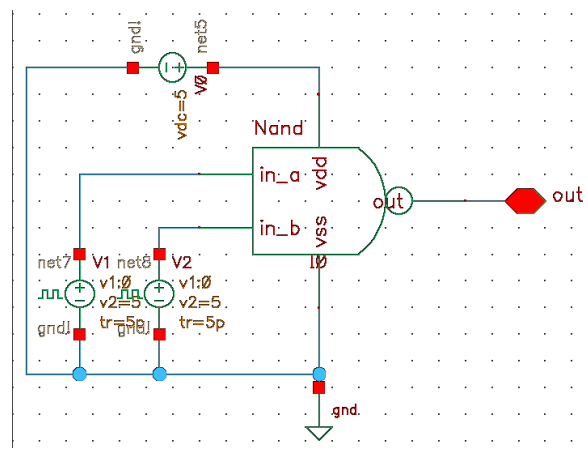 gnd!
net5
V0
vdc=5
Nand
in_a
vdd
out
out
in_b
vss
I0
net7
V1
v1:0
v2=5
tr=5p
gnd!
net8
V2
v1:0
v2=5
tr=5p
gnd!
gnd